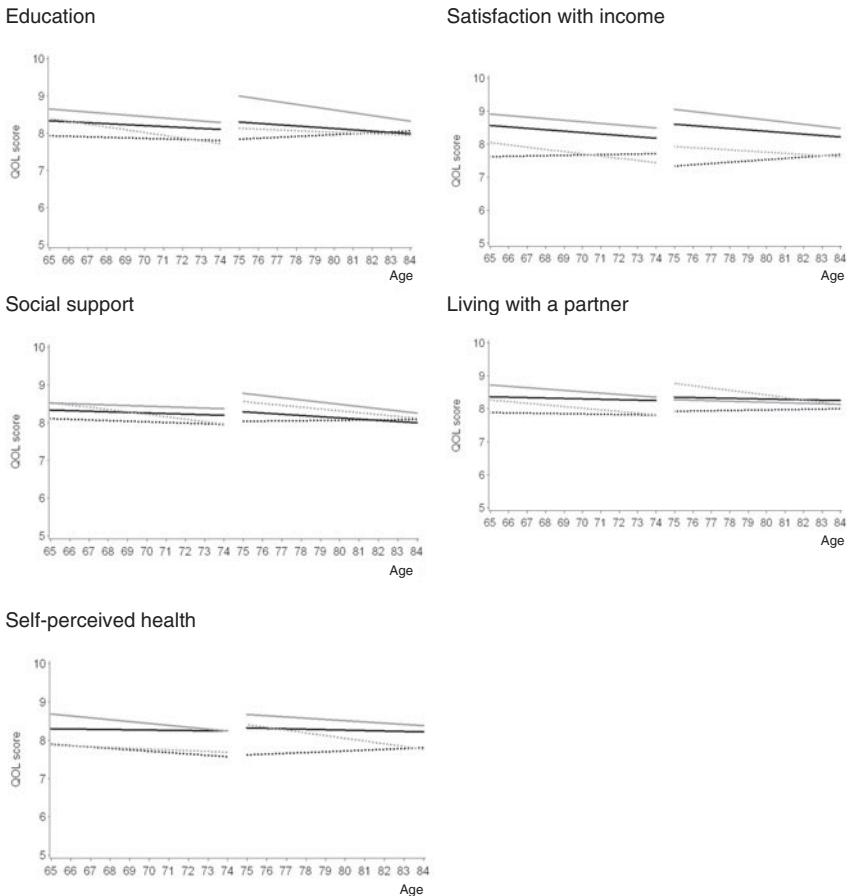 Education
10
9
8
7
6
5
QOL score
65 66 67 68 69 70 71 72 73 74 75 76 77 78 79 80 81 82 83 84
Age
Satisfaction with income
10
9
8
7
6
5
QOL score
65 66 67 68 69 70 71 72 73 74 75 76 77 78 79 80 81 82 83 84
Age
Social support
10
9
8
7
6
5
QOL score
65 66 67 68 69 70 71 72 73 74 75 76 77 78 79 80 81 82 83 84
Age
Living with a partner
10
9
8
7
6
5
QOL score
65 66 67 68 69 70 71 72 73 74 75 76 77 78 79 80 81 82 83 84
Age
Self-perceived health
10
9
8
7
6
5
QOL score
65 66 67 68 69 70 71 72 73 74 75 76 77 78 79 80 81 82 83 84
Age